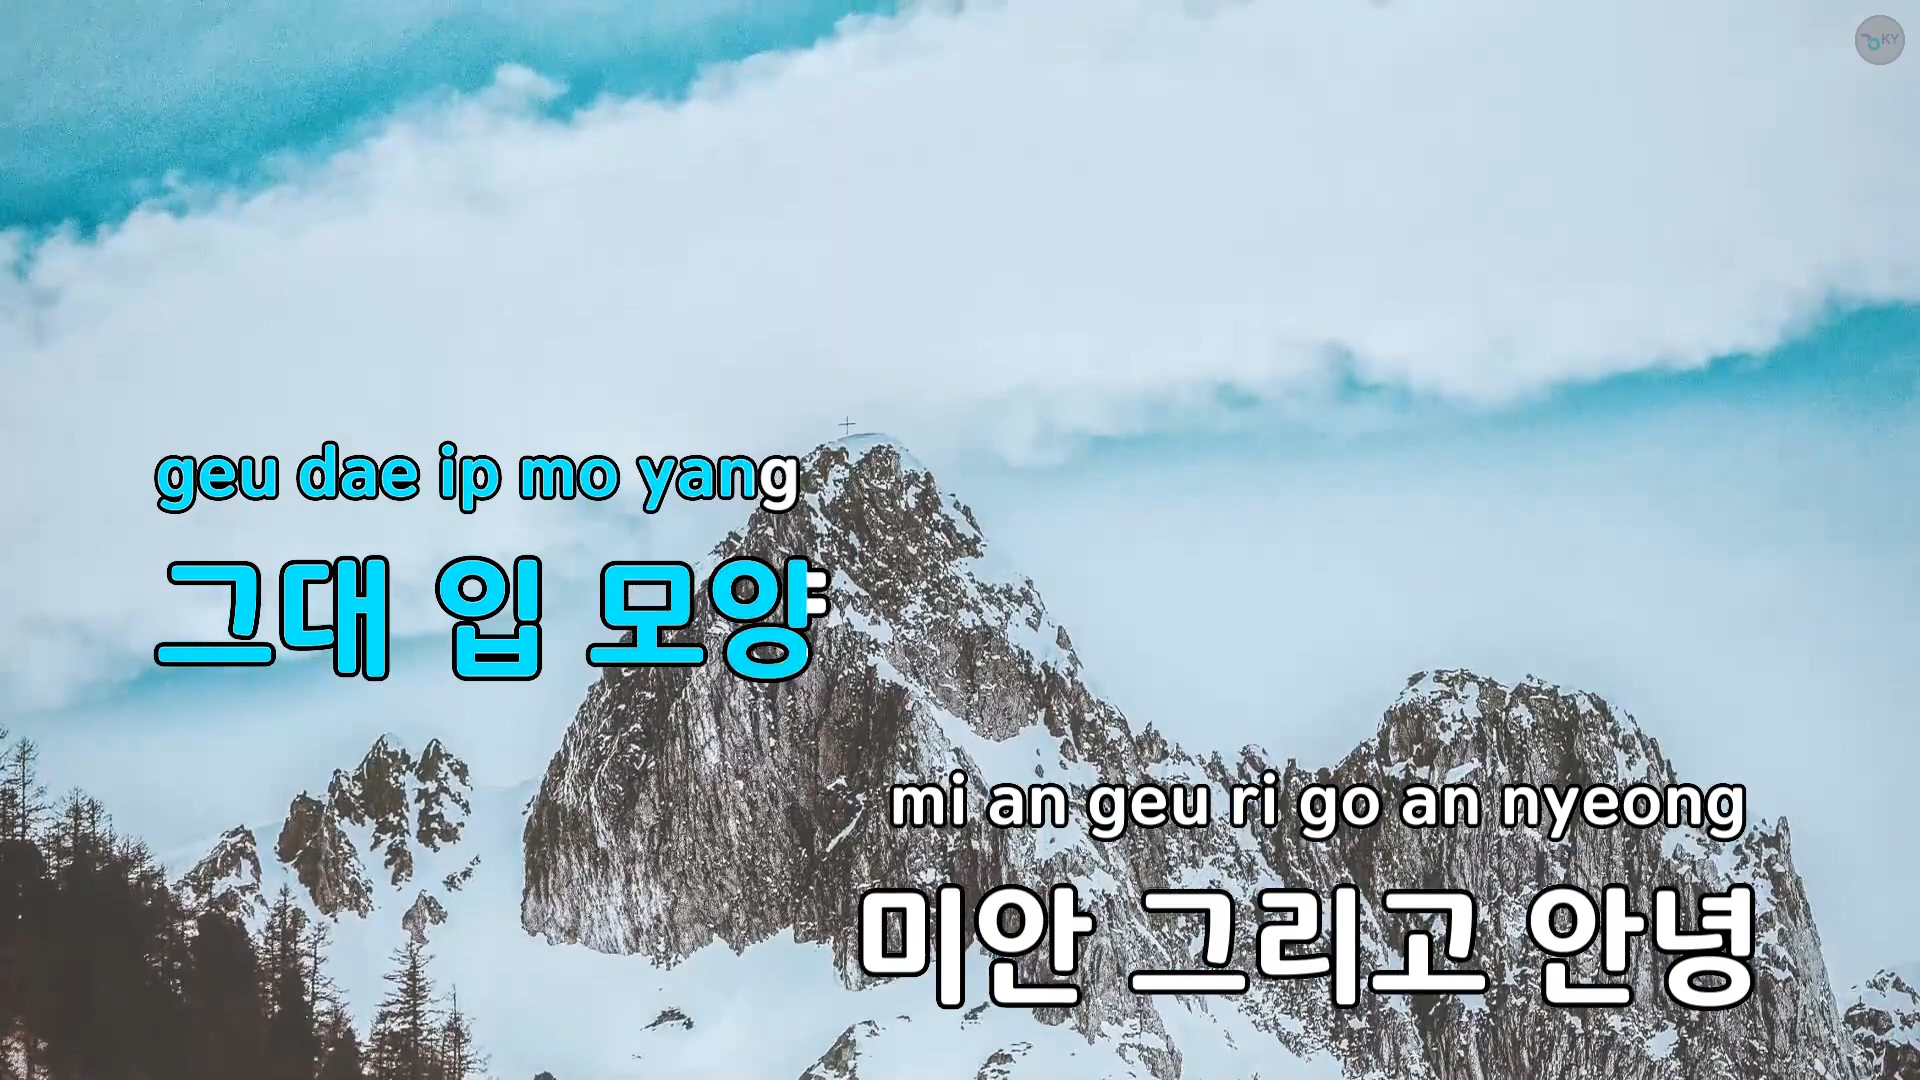 KY
geu dae ip mo yang
그대 입 모양
mi an geu ri go an nyeong
미안 그리고 안녕